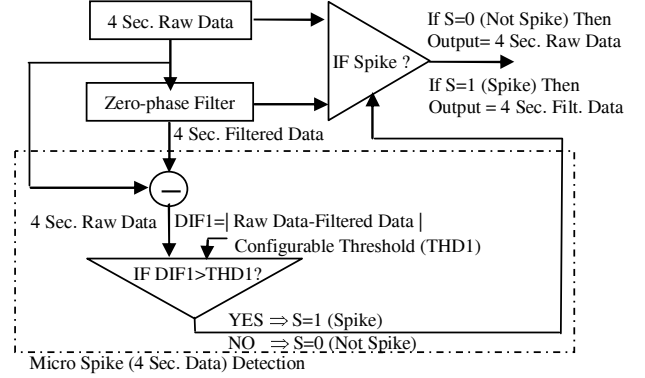 4 Sec. Raw Data
If S=0 (Not Spike) Then
Output= 4 Sec. Raw Data
IF Spike ?
If S=1 (Spike) Then
Output = 4 Sec. Filt. Data
Zero-phase Filter
4 Sec. Filtered Data
—
4 Sec. Raw Data
DIF1=| Raw Data-Filtered Data |
Configurable Threshold (THD1)
IF DIF1>THD1?
YES ⇒ S=1 (Spike)
NO ⇒ S=0 (Not Spike)
Micro Spike (4 Sec. Data) Detection